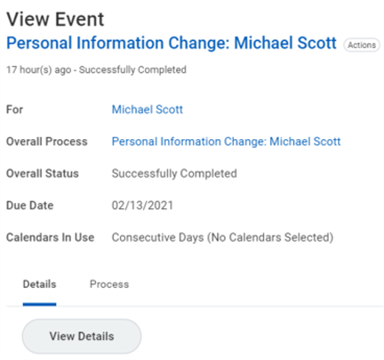 View Event
Personal Information Change: Michael Scott Actions
17 hour(s) ago - Successfully Completed
For Michael Scott
Overall Process Personal Information Change: Michael Scott
Overall Status Successfully Completed
Due Date 02/13/2021
Calendars In Use Consecutive Days (No Calendars Selected)
Details Process
View Details